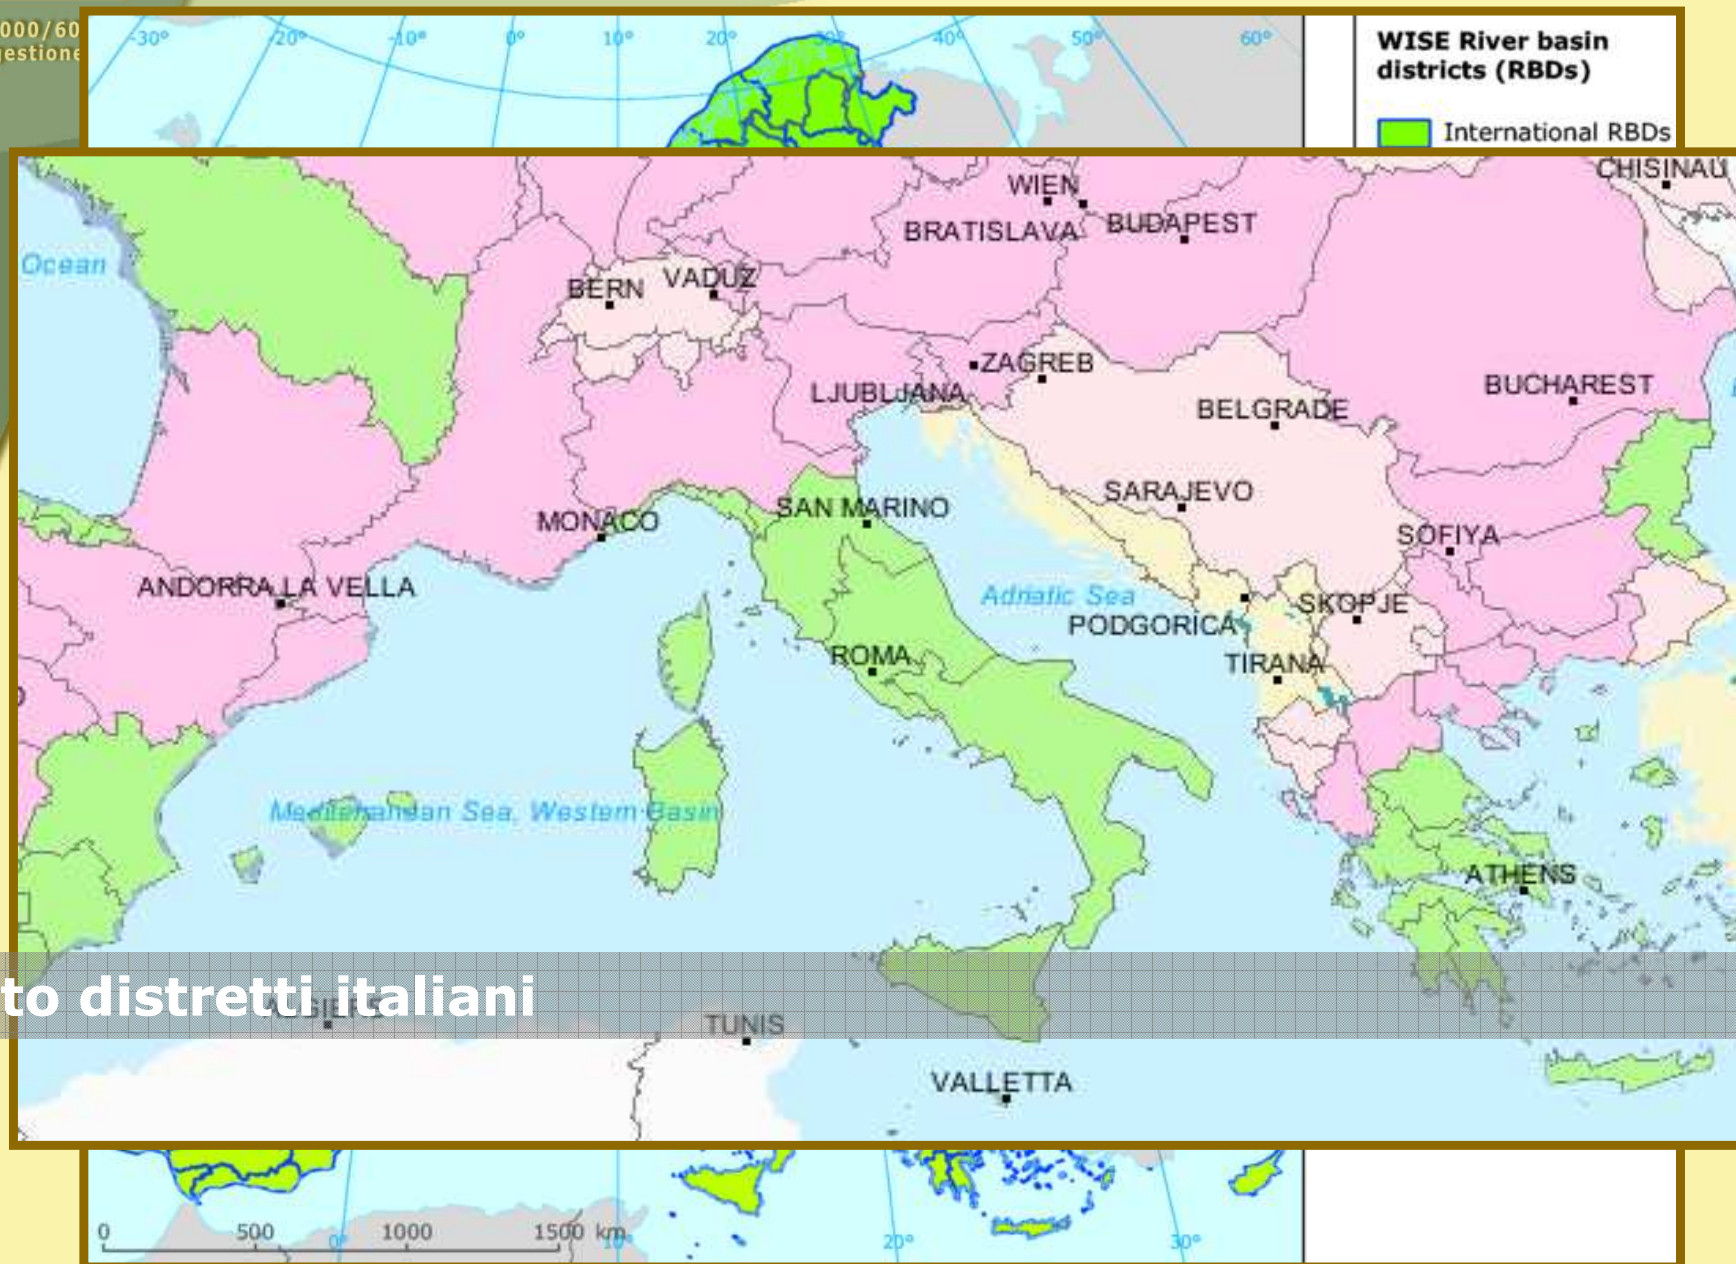 000/60
gestione
-30°
-20°
-10°
0°
10°
20°
30°
40°
50°
60°
WISE River basin
districts (RBDs)
International RBDs
CHISINAU
WIEN
BRATISLAVA
BUDAPEST
Ocean
BERN
VADUZ
ZAGREB
LJUBLJANA
BUCHAREST
BELGRADE
SARAJEVO
SAN MARINO
MONACO
SOFIYA
ANDORRA LA VELLA
Adriatic Sea
SKOPJE
PODGORICA
ROMA
TIRANA
Mediterranean Sea, Western Basin
ATHENS
to distretti italiani
ALGIERS
TUNIS
VALLETTA
0
500
1000
1500 km
0°
10°
20°
30°